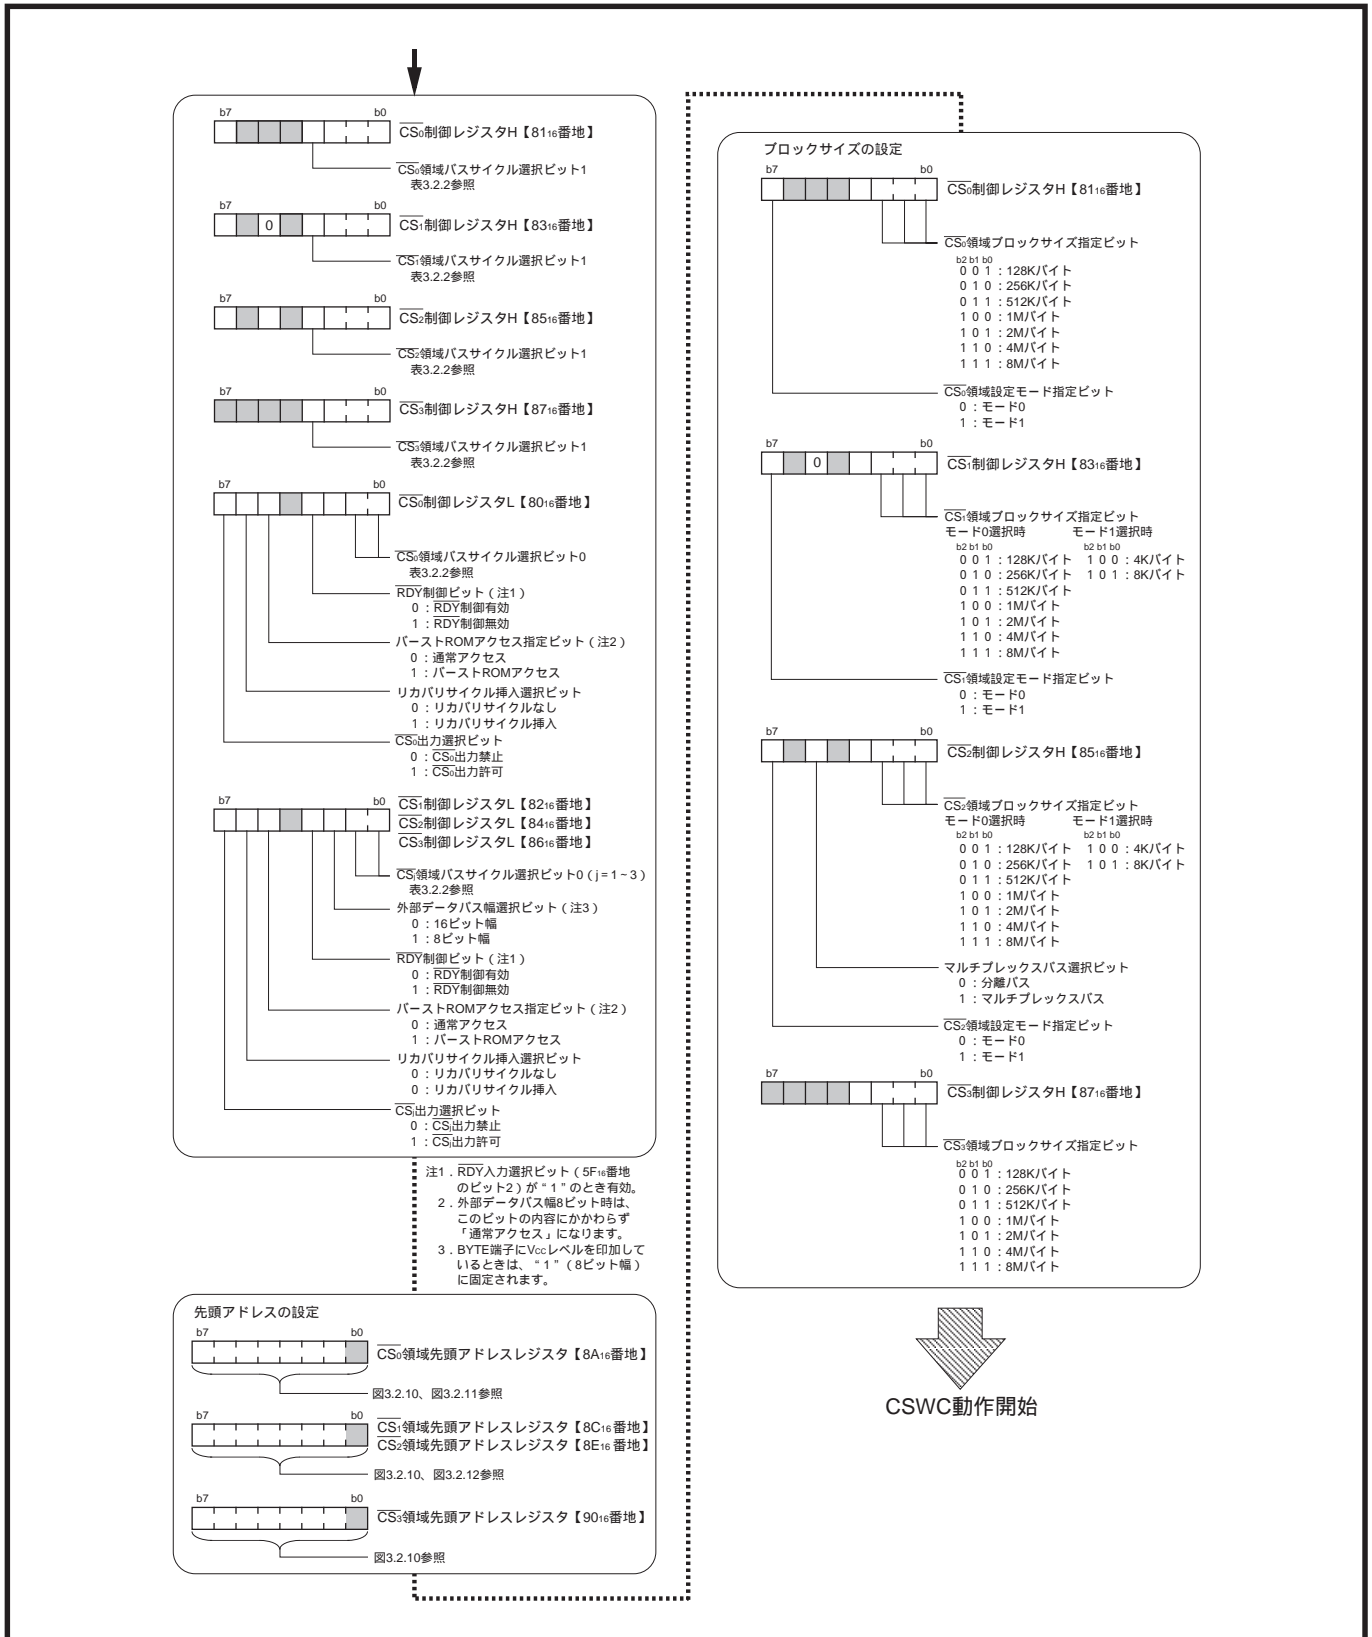 b7 b0
CS0制御レジスタH【8116番地】
CS0領域バスサイクル選択ビット1
表3.2.2参照
b7 b0
0
CS1制御レジスタH【8316番地】
CS1領域バスサイクル選択ビット1
表3.2.2参照
b7 b0
CS2制御レジスタH【8516番地】
CS2領域バスサイクル選択ビット1
表3.2.2参照
b7 b0
CS3制御レジスタH【8716番地】
CS3領域バスサイクル選択ビット1
表3.2.2参照
b7 b0
CS0制御レジスタL【8016番地】
CS0領域バスサイクル選択ビット0
表3.2.2参照
RDY制御ビット（注1）
0：RDY制御有効
1：RDY制御無効
バーストROMアクセス指定ビット（注2）
0：通常アクセス
1：バーストROMアクセス
リカバリサイクル挿入選択ビット
0：リカバリサイクルなし
1：リカバリサイクル挿入
CS0出力選択ビット
0：CS0出力禁止
1：CS0出力許可
b7 b0
CS1制御レジスタL【8216番地】
CS2制御レジスタL【8416番地】
CS3制御レジスタL【8616番地】
CSj領域バスサイクル選択ビット0（j=1~3）
表3.2.2参照
外部データバス幅選択ビット（注3）
0：16ビット幅
1：8ビット幅
RDY制御ビット（注1）
0：RDY制御有効
1：RDY制御無効
バーストROMアクセス指定ビット（注2）
0：通常アクセス
1：バーストROMアクセス
リカバリサイクル挿入選択ビット
0：リカバリサイクルなし
0：リカバリサイクル挿入
CSj出力選択ビット
0：CSj出力禁止
1：CSj出力許可
注1．RDY入力選択ビット（5F16番地
のビット2）が“1”のとき有効。
2．外部データバス幅8ビット時は、
このビットの内容にかかわらず
「通常アクセス」になります。
3．BYTE端子にVccレベルを印加して
いるときは、“1”（8ビット幅）
に固定されます。
先頭アドレスの設定
b7 b0
CS0領域先頭アドレスレジスタ【8A16番地】
図3.2.10、図3.2.11参照
b7 b0
CS1領域先頭アドレスレジスタ【8C16番地】
CS2領域先頭アドレスレジスタ【8E16番地】
図3.2.10、図3.2.12参照
b7 b0
CS3領域先頭アドレスレジスタ【9016番地】
図3.2.10参照
ブロックサイズの設定
b7 b0
CS0制御レジスタH【8116番地】
CS0領域ブロックサイズ指定ビット
b2 b1 b0
0 0 1：128Kバイト
0 1 0：256Kバイト
0 1 1：512Kバイト
1 0 0：1Mバイト
1 0 1：2Mバイト
1 1 0：4Mバイト
1 1 1：8Mバイト
CS0領域設定モード指定ビット
0：モード0
1：モード1
b7 b0
0
CS1制御レジスタH【8316番地】
CS1領域ブロックサイズ指定ビット
モード0選択時 モード1選択時
b2 b1 b0 b2 b1 b0
0 0 1：128Kバイト 1 0 0：4Kバイト
0 1 0：256Kバイト 1 0 1：8Kバイト
0 1 1：512Kバイト
1 0 0：1Mバイト
1 0 1：2Mバイト
1 1 0：4Mバイト
1 1 1：8Mバイト
CS1領域設定モード指定ビット
0：モード0
1：モード1
b7 b0
CS2制御レジスタH【8516番地】
CS2領域ブロックサイズ指定ビット
モード0選択時 モード1選択時
b2 b1 b0 b2 b1 b0
0 0 1：128Kバイト 1 0 0：4Kバイト
0 1 0：256Kバイト 1 0 1：8Kバイト
0 1 1：512Kバイト
1 0 0：1Mバイト
1 0 1：2Mバイト
1 1 0：4Mバイト
1 1 1：8Mバイト
マルチプレックスバス選択ビット
0：分離バス
1：マルチプレックスバス
CS2領域設定モード指定ビット
0：モード0
1：モード1
b7 b0
CS3制御レジスタH【8716番地】
CS3領域ブロックサイズ指定ビット
b2 b1 b0
0 0 1：128Kバイト
0 1 0：256Kバイト
0 1 1：512Kバイト
1 0 0：1Mバイト
1 0 1：2Mバイト
1 1 0：4Mバイト
1 1 1：8Mバイト
CSWC動作開始